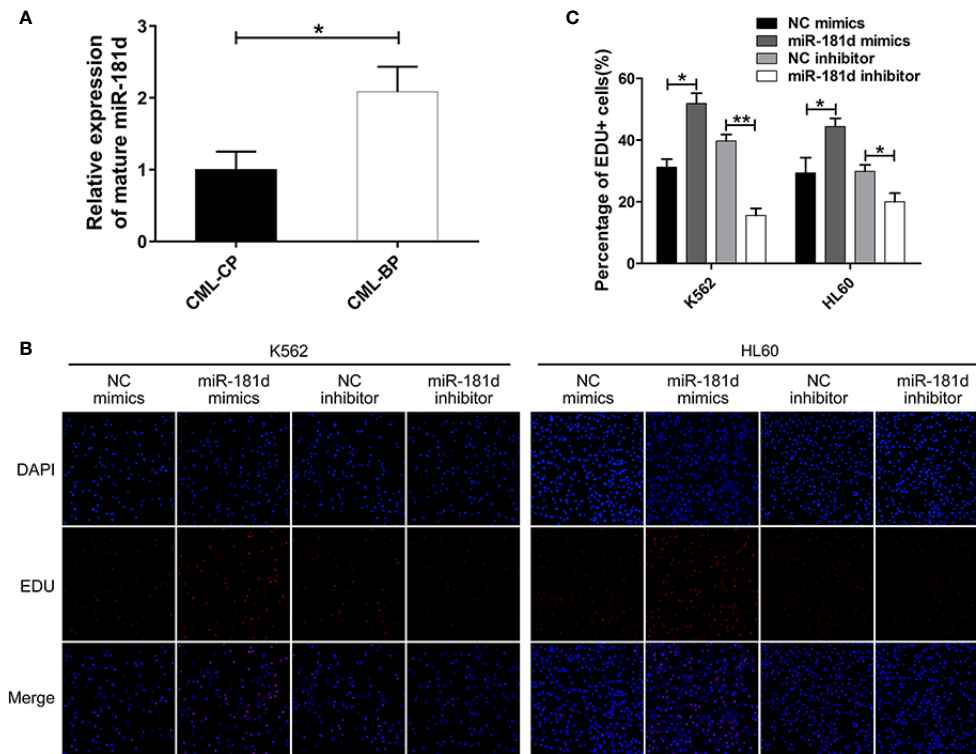 A
Relative expression
of mature miR-181d
3
2
1
0
*
CML-CP
CML-BP
C
NC mimics
miR-181d mimics
NC inhibitor
miR-181d inhibitor
Percentage of EDU+ cells(%)
60
40
20
0
*
**
*
*
K562
HL60
B
K562
HL60
NC
mimics
miR-181d
mimics
NC
inhibitor
miR-181d
inhibitor
NC
mimics
miR-181d
mimics
NC
inhibitor
miR-181d
inhibitor
DAPI
EDU
Merge